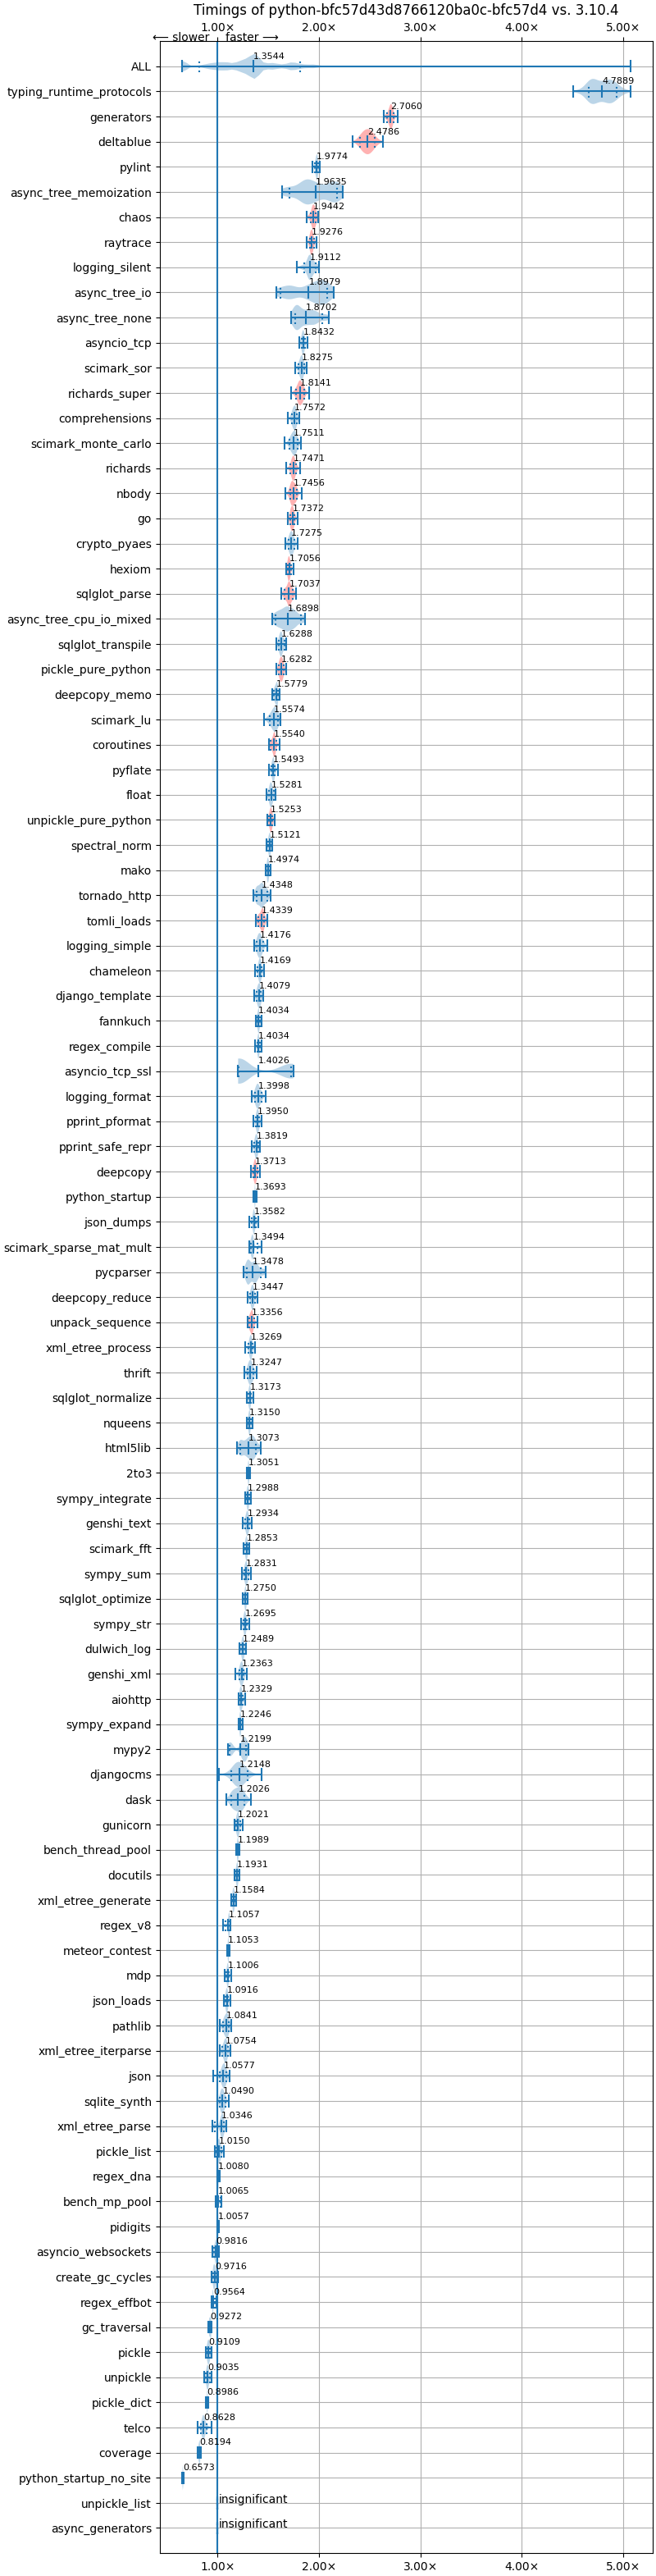 Timings of python-bfc57d43d8766120ba0c-bfc57d4 vs. 3.10.4
1.00× 2.00× 3.00× 4.00× 5.00×
⟵ slower faster ⟶
ALL 1.3544
typing_runtime_protocols 4.7889
generators 2.7060
deltablue 2.4786
pylint 1.9774
async_tree_memoization 1.9635
chaos 1.9442
raytrace 1.9276
logging_silent 1.9112
async_tree_io 1.8979
async_tree_none 1.8702
asyncio_tcp 1.8432
scimark_sor 1.8275
richards_super 1.8141
comprehensions 1.7572
scimark_monte_carlo 1.7511
richards 1.7471
nbody 1.7456
go 1.7372
crypto_pyaes 1.7275
hexiom 1.7056
sqlglot_parse 1.7037
async_tree_cpu_io_mixed 1.6898
sqlglot_transpile 1.6288
pickle_pure_python 1.6282
deepcopy_memo 1.5779
scimark_lu 1.5574
coroutines 1.5540
pyflate 1.5493
float 1.5281
unpickle_pure_python 1.5253
spectral_norm 1.5121
mako 1.4974
tornado_http 1.4348
tomli_loads 1.4339
logging_simple 1.4176
chameleon 1.4169
django_template 1.4079
fannkuch 1.4034
regex_compile 1.4034
asyncio_tcp_ssl 1.4026
logging_format 1.3998
pprint_pformat 1.3950
pprint_safe_repr 1.3819
deepcopy 1.3713
python_startup 1.3693
json_dumps 1.3582
scimark_sparse_mat_mult 1.3494
pycparser 1.3478
deepcopy_reduce 1.3447
unpack_sequence 1.3356
xml_etree_process 1.3269
thrift 1.3247
sqlglot_normalize 1.3173
nqueens 1.3150
html5lib 1.3073
2to3 1.3051
sympy_integrate 1.2988
genshi_text 1.2934
scimark_fft 1.2853
sympy_sum 1.2831
sqlglot_optimize 1.2750
sympy_str 1.2695
dulwich_log 1.2489
genshi_xml 1.2363
aiohttp 1.2329
sympy_expand 1.2246
mypy2 1.2199
djangocms 1.2148
dask 1.2026
gunicorn 1.2021
bench_thread_pool 1.1989
docutils 1.1931
xml_etree_generate 1.1584
regex_v8 1.1057
meteor_contest 1.1053
mdp 1.1006
json_loads 1.0916
pathlib 1.0841
xml_etree_iterparse 1.0754
json 1.0577
sqlite_synth 1.0490
xml_etree_parse 1.0346
pickle_list 1.0150
regex_dna 1.0080
bench_mp_pool 1.0065
pidigits 1.0057
asyncio_websockets 0.9816
create_gc_cycles 0.9716
regex_effbot 0.9564
gc_traversal 0.9272
pickle 0.9109
unpickle 0.9035
pickle_dict 0.8986
telco 0.8628
coverage 0.8194
python_startup_no_site 0.6573
unpickle_list insignificant
async_generators insignificant
1.00× 2.00× 3.00× 4.00× 5.00×